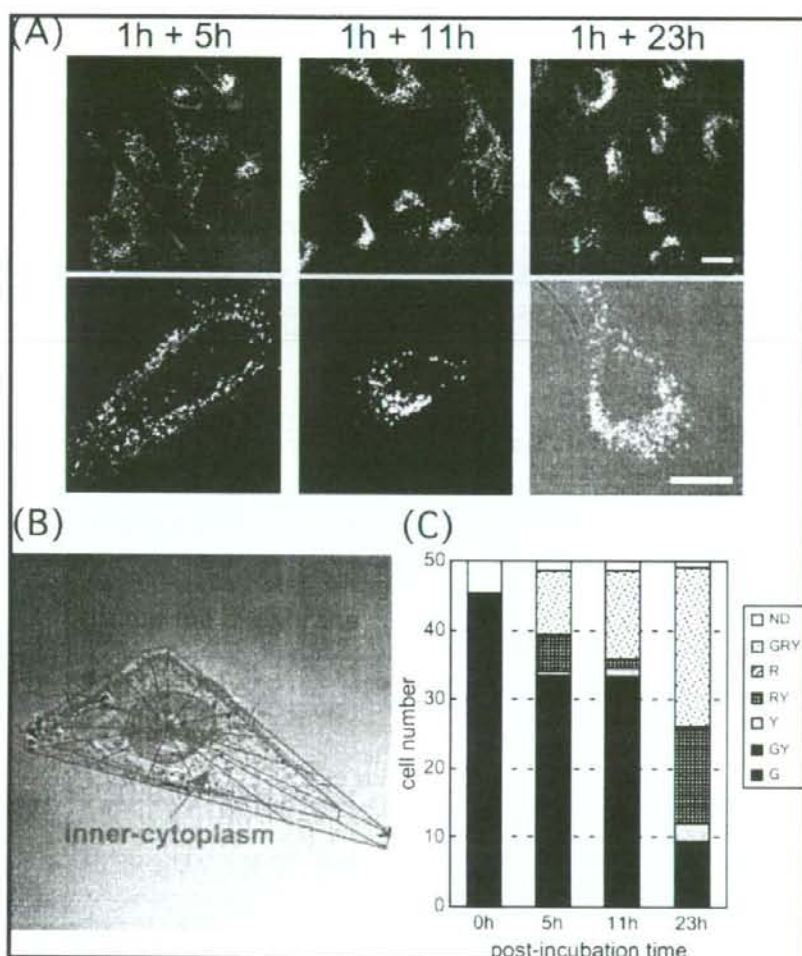 (A)
1h + 5h 1h + 11h 1h + 23h
(B)
inner-cytoplasm
(C)
50
40
30
20
10
0
cell number
0h 5h 11h 23h
post-incubation time
ND
GRY
R
RY
Y
GY
G